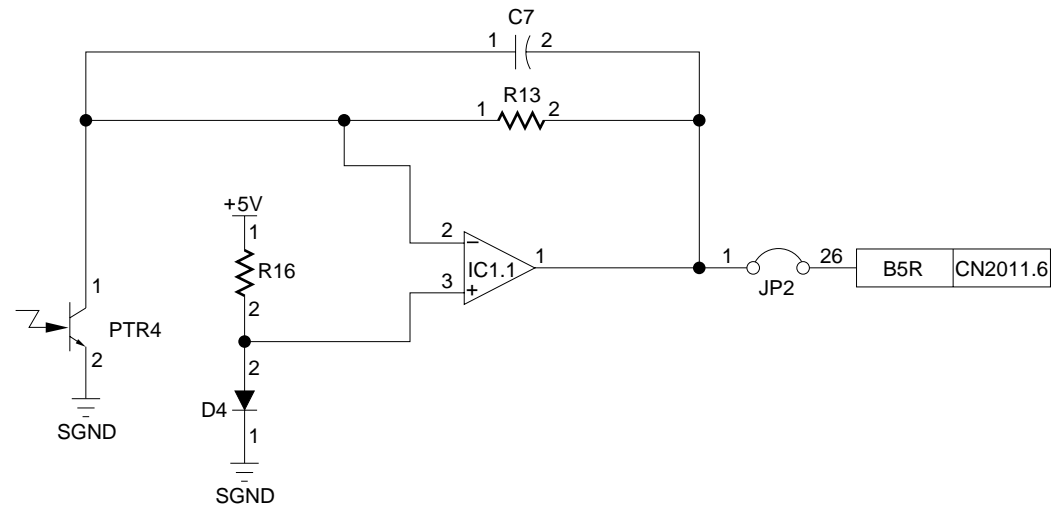 C7
1 2
R13
1 2
+5V
1
R16
2
2 1
IC1.1
3
1 26
B5R CN2011.6
JP2
1
PTR4
2
SGND
2
D4
1
SGND